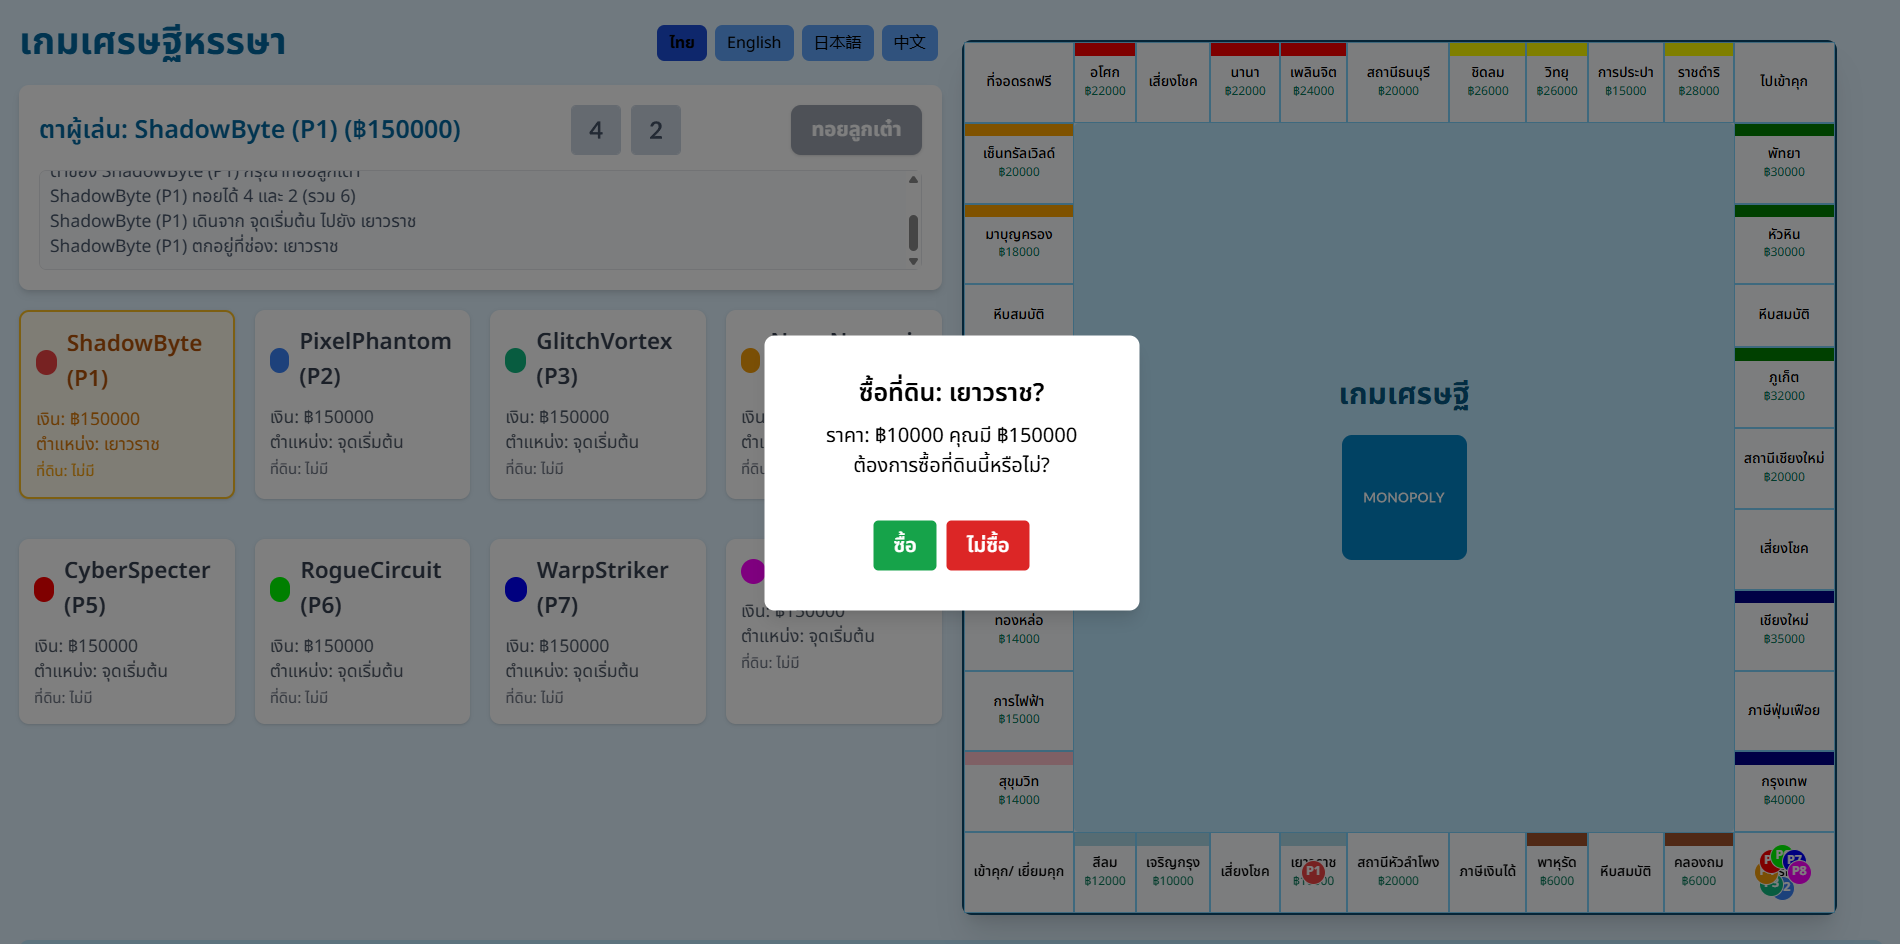 เกมเศรษฐีหรรษา
ไทย
English
日本語
中文
ตาผู้เล่น: ShadowByte (P1) (฿150000)
4
2
ทอยลูกเต๋า
ตาของ ShadowByte (P1) กรุณาทอยลูกเต๋า
ShadowByte (P1) ทอยได้ 4 และ 2 (รวม 6)
ShadowByte (P1) เดินจาก จุดเริ่มต้น ไปยัง เยาวราช
ShadowByte (P1) ตกอยู่ที่ช่อง: เยาวราช
ShadowByte
(P1)
เงิน: ฿150000
ตำแหน่ง: เยาวราช
ที่ดิน: ไม่มี
PixelPhantom
(P2)
เงิน: ฿150000
ตำแหน่ง: จุดเริ่มต้น
ที่ดิน: ไม่มี
GlitchVortex
(P3)
เงิน: ฿150000
ตำแหน่ง: จุดเริ่มต้น
ที่ดิน: ไม่มี
CyberSpecter
(P5)
เงิน: ฿150000
ตำแหน่ง: จุดเริ่มต้น
ที่ดิน: ไม่มี
RogueCircuit
(P6)
เงิน: ฿150000
ตำแหน่ง: จุดเริ่มต้น
ที่ดิน: ไม่มี
WarpStriker
(P7)
เงิน: ฿150000
ตำแหน่ง: จุดเริ่มต้น
ที่ดิน: ไม่มี
เงิน: ฿150000
ตำแหน่ง: จุดเริ่มต้น
ที่ดิน: ไม่มี
ซื้อที่ดิน: เยาวราช?
ราคา: ฿10000 คุณมี ฿150000
ต้องการซื้อที่ดินนี้หรือไม่?
ซื้อ
ไม่ซื้อ
ที่จอดรถฟรี
อโศก
฿22000
เสี่ยงโชค
นานา
฿22000
เพลินจิต
฿24000
สถานีธนบุรี
฿20000
ชิดลม
฿26000
วิทยุ
฿26000
การประปา
฿15000
ราชดำริ
฿28000
ไปเข้าคุก
เซ็นทรัลเวิลด์
฿20000
พัทยา
฿30000
มาบุญครอง
฿18000
หัวหิน
฿30000
หีบสมบัติ
หีบสมบัติ
ภูเก็ต
฿32000
เกมเศรษฐี
MONOPOLY
สถานีเชียงใหม่
฿20000
เสี่ยงโชค
ทองหล่อ
฿14000
เชียงใหม่
฿35000
การไฟฟ้า
฿15000
ภาษีฟุ่มเฟือย
สุขุมวิท
฿14000
กรุงเทพ
฿40000
เข้าคุก/ เยี่ยมคุก
สีลม
฿12000
เจริญกรุง
฿10000
เสี่ยงโชค
P1
สถานีหัวลำโพง
฿20000
ภาษีเงินได้
พาหุรัด
฿6000
หีบสมบัติ
คลองถม
฿6000
P7
P8